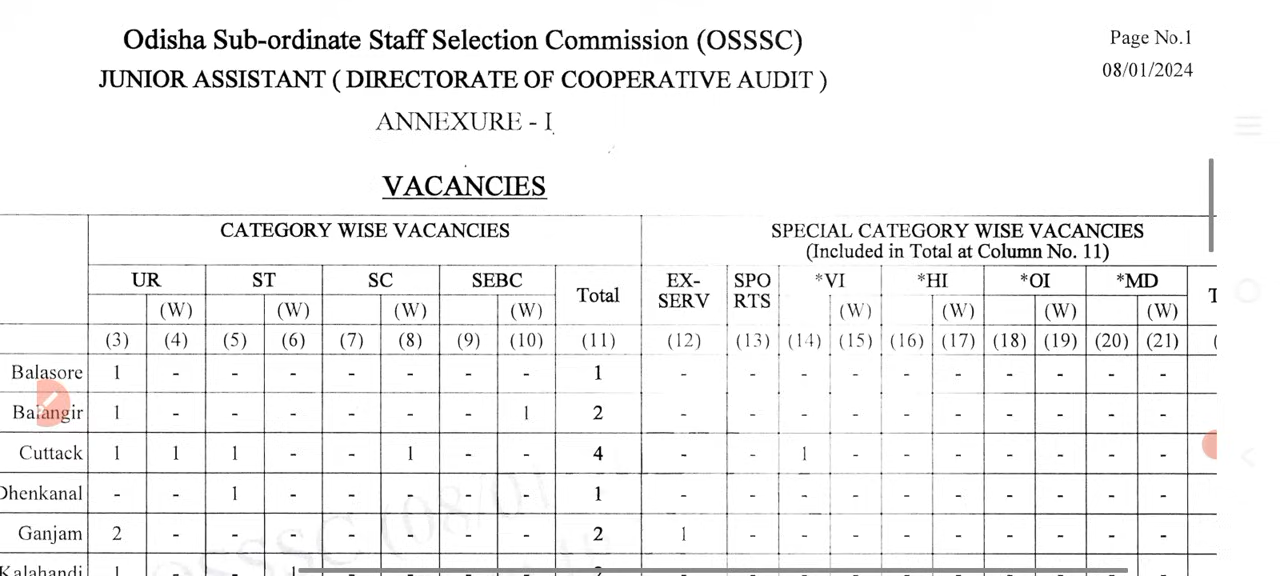 Odisha Sub-ordinate Staff Selection Commission (OSSSC)
Page No.1
JUNIOR ASSISTANT ( DIRECTORATE OF COOPERATIVE AUDIT )
08/01/2024
ANNEXURE - I
VACANCIES
CATEGORY WISE VACANCIES SPECIAL CATEGORY WISE VACANCIES
(Included in Total at Column No. 11)
UR ST SC SEBC Total EX-SERV SPORTS *VI *HI *OI *MD
(W) (W) (W) (W) (W) (W) (W) (W)
(3) (4) (5) (6) (7) (8) (9) (10) (11) (12) (13) (14) (15) (16) (17) (18) (19) (20) (21)
Balasore 1 - - - - - - - 1 - - - - - - - - - -
Balangir 1 - - - - - - 1 2 - - - - - - - - - -
Cuttack 1 1 1 - - 1 - - 4 - - 1 - - - - - - -
Dhenkanal - - 1 - - - - - 1 - - - - - - - - - -
Ganjam 2 - - - - - - - 2 1 - - - - - - - - -
Kalahandi 1 - - 1 - - - - - - - - - - - - - -